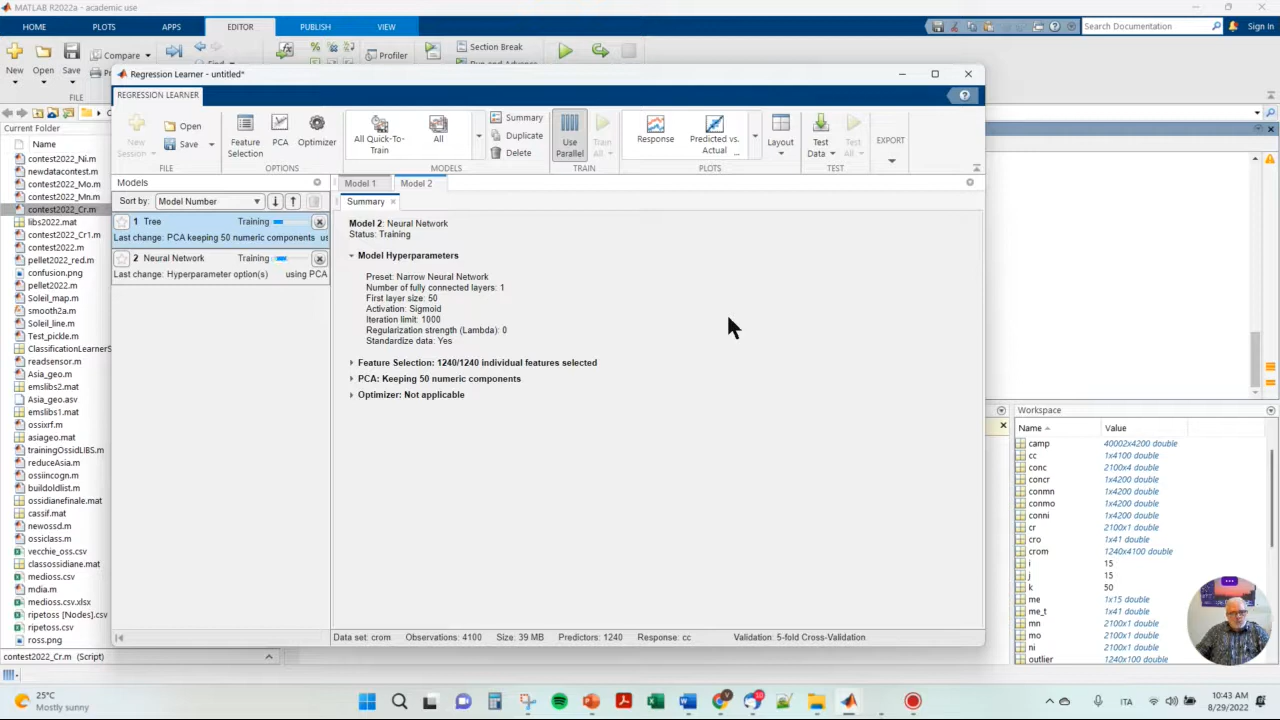 MATLAB R2022a - academic use
HOME
PLOTS
APPS
EDITOR
PUBLISH
VIEW
Search Documentation
Sign In
New
Open
Save
Compare
Profiler
Section Break
FILE
Current Folder
Name
contest2022_Ni.m
newdatacontest.m
contest2022_Mo.m
contest2022_Mn.m
contest2022_Cr.m
libs2022.mat
contest2022_Cr1.m
contest2022.m
pellet2022_red.m
confusion.png
pellet2022.m
Soleil_map.m
smooth2a.m
Soleil_line.m
Test_pickle.m
ClassificationLearnerS
readsensor.m
Asia_geo.m
emslibs2.mat
Asia_geo.asv
emslibs1.mat
ossixrf.m
asiageo.mat
trainingOssidLIBS.m
reduceAsia.m
ossiincogn.m
buildoldlist.m
ossidianefinale.mat
cassif.mat
newossd.m
ossiclass.m
vecchie_oss.csv
classossidiane.mat
medioss.csv
mdia.m
medioss.csv.xlsx
ripetoss [Nodes].csv
ripetoss.csv
ross.png
contest2022_Cr.m (Script)
Regression Learner - untitled*
REGRESSION LEARNER
New
Session
Open
Save
FILE
Feature
Selection
PCA
Optimizer
OPTIONS
All Quick-To-
Train
All
Summary
Duplicate
Delete
MODELS
Use
Parallel
Train
All
TRAIN
Response
Predicted vs.
Actual
...
Layout
PLOTS
Test
Data
Test
All
TEST
EXPORT
Models
Sort by:
Model Number
1 Tree
Training
Last change: PCA keeping 50 numeric components us
2 Neural Network
Training
Last change: Hyperparameter option(s) using PCA
Model 1
Model 2
Summary
Model 2: Neural Network
Status: Training
Model Hyperparameters
Preset: Narrow Neural Network
Number of fully connected layers: 1
First layer size: 50
Activation: Sigmoid
Iteration limit: 1000
Regularization strength (Lambda): 0
Standardize data: Yes
Feature Selection: 1240/1240 individual features selected
PCA: Keeping 50 numeric components
Optimizer: Not applicable
Data set: crom Observations: 4100 Size: 39 MB Predictors: 1240 Response: cc Validation: 5-fold Cross-Validation
Workspace
Name Value
camp 40002x4200 double
cc 1x4100 double
conc 2100x4 double
concr 1x4200 double
conmn 1x4200 double
conmo 1x4200 double
conni 1x4200 double
cr 2100x1 double
cro 1x41 double
crom 1240x4100 double
i 15
j 15
k 50
me 1x15 double
me_t 1x41 double
mn 2100x1 double
mo 2100x1 double
ni 2100x1 double
outlier 1240x100 double
25°C
Mostly sunny
ITA
10:43 AM
8/29/2022